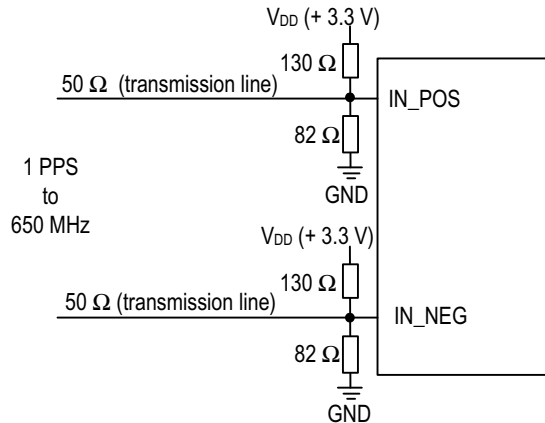 VDD (+ 3.3 V)
130 Ω
50 Ω (transmission line)
IN_POS
82 Ω
GND
1 PPS
to
650 MHz
VDD (+ 3.3 V)
130 Ω
50 Ω (transmission line)
IN_NEG
82 Ω
GND